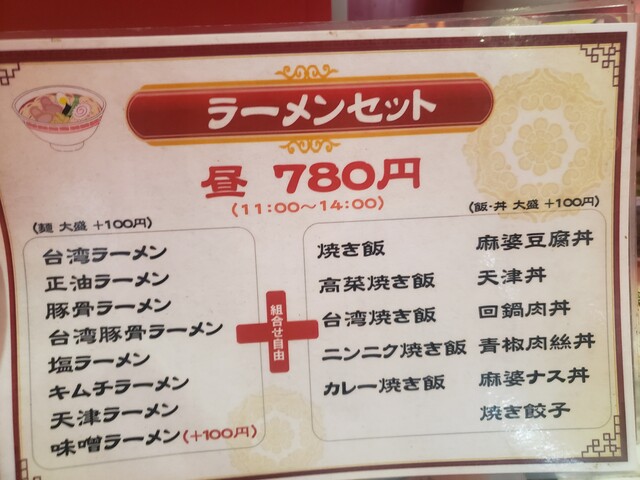 ラーメンセット
昼 780円
(11:00～14:00)
(麺 大盛 +100円)
台湾ラーメン
正油ラーメン
豚骨ラーメン
台湾豚骨ラーメン
塩ラーメン
キムチラーメン
天津ラーメン
味噌ラーメン(+100円)
組合せ自由
(飯・丼 大盛 +100円)
焼き飯
高菜焼き飯
台湾焼き飯
ニンニク焼き飯
カレー焼き飯
麻婆豆腐丼
天津丼
回鍋肉丼
青椒肉絲丼
麻婆ナス丼
焼き餃子